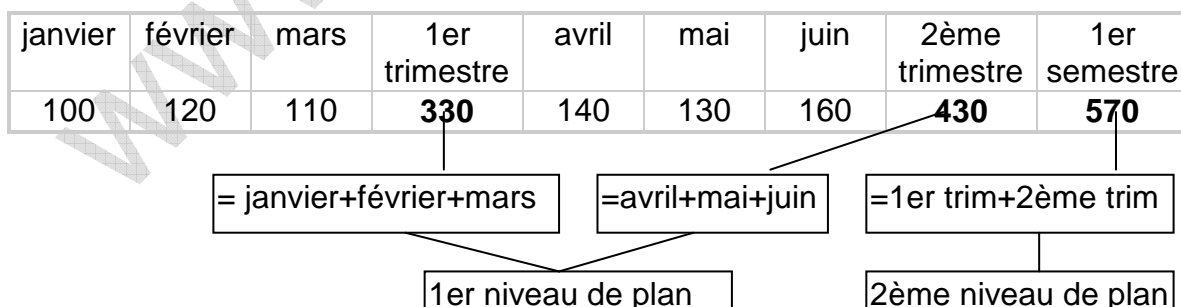 janvier février mars 1er trimestre avril mai juin 2ème trimestre 1er semestre
100 120 110 330 140 130 160 430 570
= janvier+février+mars =avril+mai+juin =1er trim+2ème trim
1er niveau de plan 2ème niveau de plan